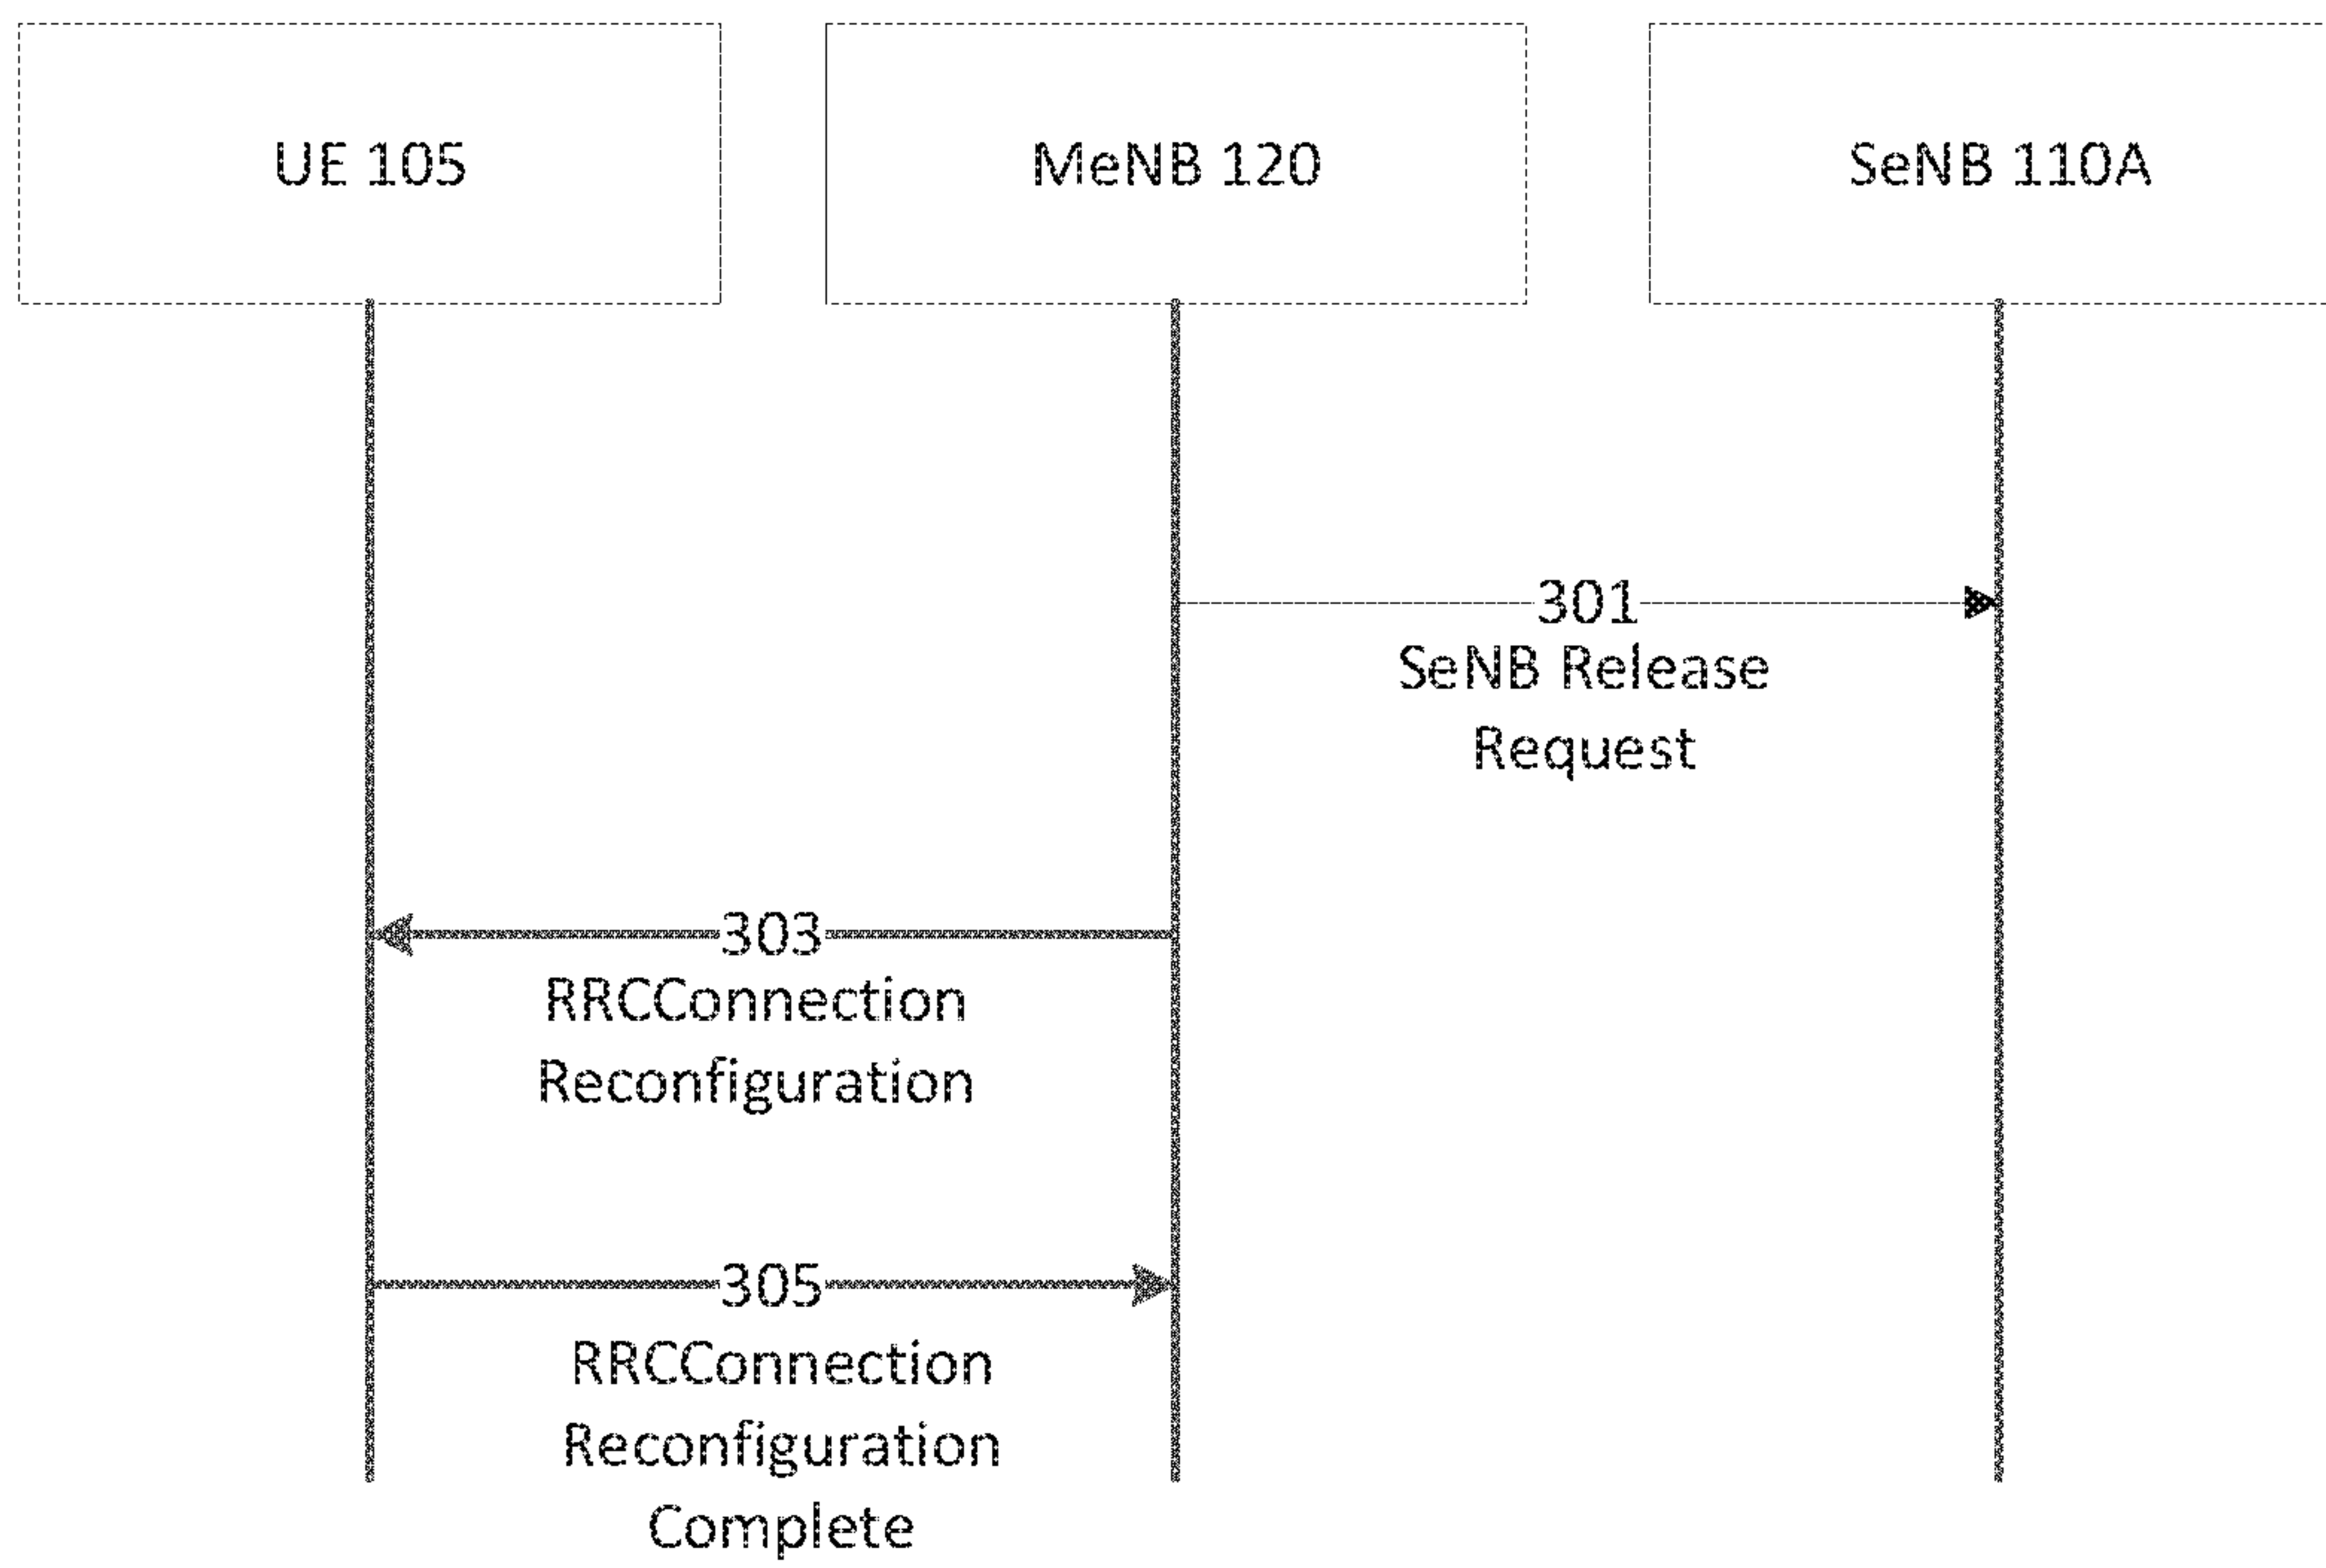 UE 105
MeNB 120
SeNB 110A
301
SeNB Release
Request
303
RRCConnection
Reconfiguration
305
RRCConnection
Reconfiguration
Complete